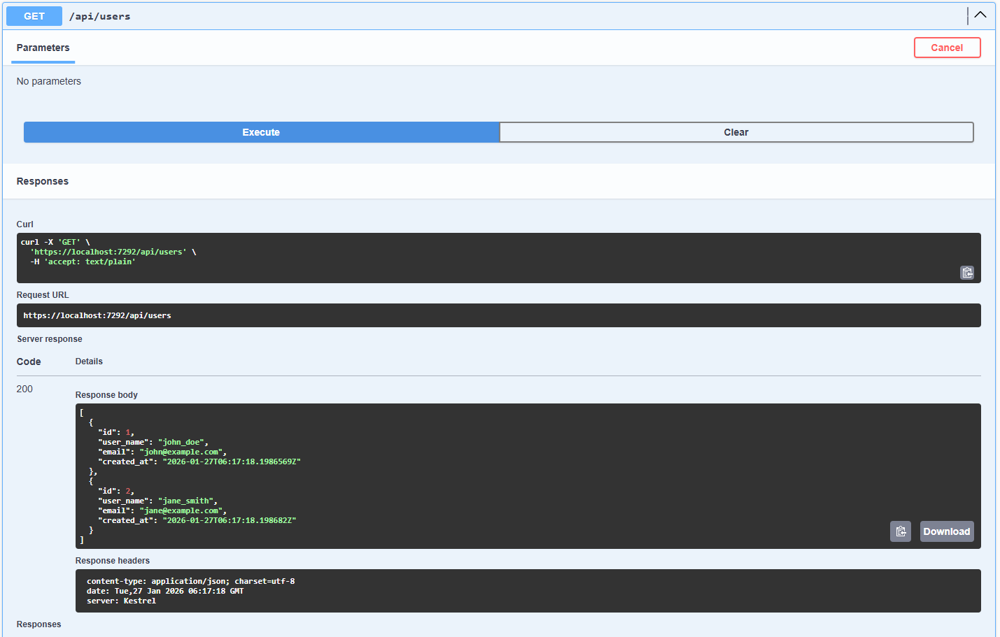 GET /api/users
Parameters
Cancel
No parameters
Execute
Clear
Responses
Curl
curl -X 'GET' \
  'https://localhost:7292/api/users' \
  -H 'accept: text/plain'
Request URL
https://localhost:7292/api/users
Server response
Code Details
200
Response body
[
  {
    "id": 1,
    "user_name": "john_doe",
    "email": "john@example.com",
    "created_at": "2026-01-27T06:17:18.1986569Z"
  },
  {
    "id": 2,
    "user_name": "jane_smith",
    "email": "jane@example.com",
    "created_at": "2026-01-27T06:17:18.198682Z"
  }
]
Download
Response headers
content-type: application/json; charset=utf-8
date: Tue,27 Jan 2026 06:17:18 GMT
server: Kestrel
Responses